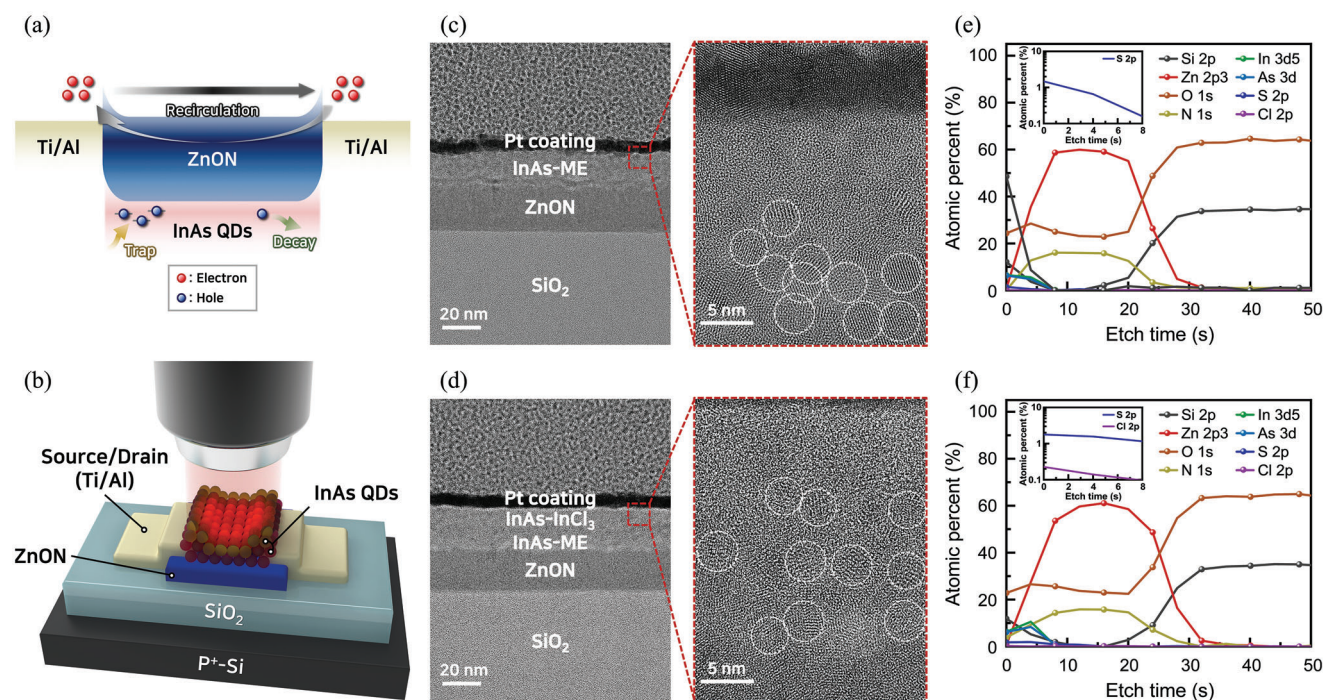 (a)
Recirculation
Ti/Al
ZnON
Ti/Al
InAs QDs
Trap
Decay
: Electron
: Hole
(b)
Source/Drain
(Ti/Al)
InAs QDs
ZnON
SiO2
P+-Si
(c)
Pt coating
InAs-ME
ZnON
SiO2
20 nm
5 nm
(d)
Pt coating
InAs-InCl3
InAs-ME
ZnON
SiO2
20 nm
5 nm
(e)
Atomic percent (%)
100
80
60
40
20
0
0 10 20 30 40 50
Etch time (s)
Atomic percent (%)
10
1
0.1
0 2 4 6 8
Etch time (s)
S 2p
Si 2p
In 3d5
Zn 2p3
As 3d
O 1s
S 2p
N 1s
Cl 2p
(f)
Atomic percent (%)
100
80
60
40
20
0
0 10 20 30 40 50
Etch time (s)
Atomic percent (%)
10
1
0.1
0 2 4 6 8
Etch time (s)
S 2p
Cl 2p
Si 2p
In 3d5
Zn 2p3
As 3d
O 1s
S 2p
N 1s
Cl 2p